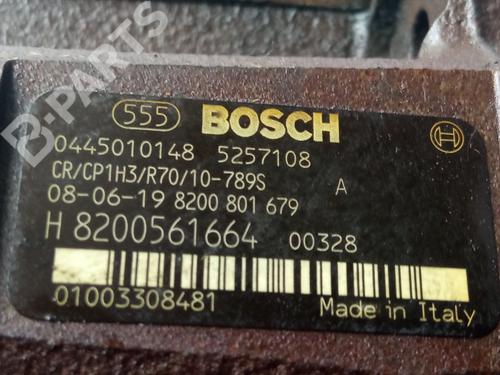 B-PARTS
555 BOSCH
0445010148 5257108
CR/CP1H3/R70/10-789S A
08-06-19 8200 801 679
H 8200561664 00328
01003308481 Made in Italy